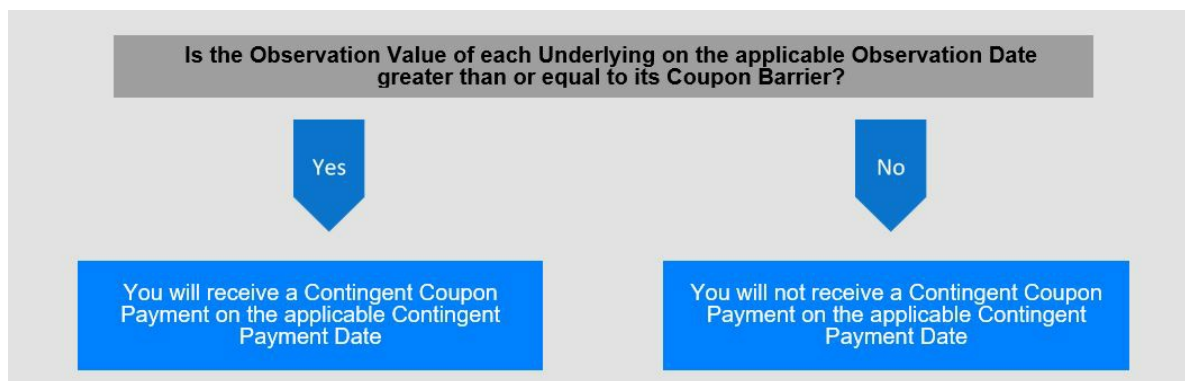 Is the Observation Value of each Underlying on the applicable Observation Date
greater than or equal to its Coupon Barrier?
Yes
No
You will receive a Contingent Coupon
Payment on the applicable Contingent
Payment Date
You will not receive a Contingent Coupon
Payment on the applicable Contingent
Payment Date